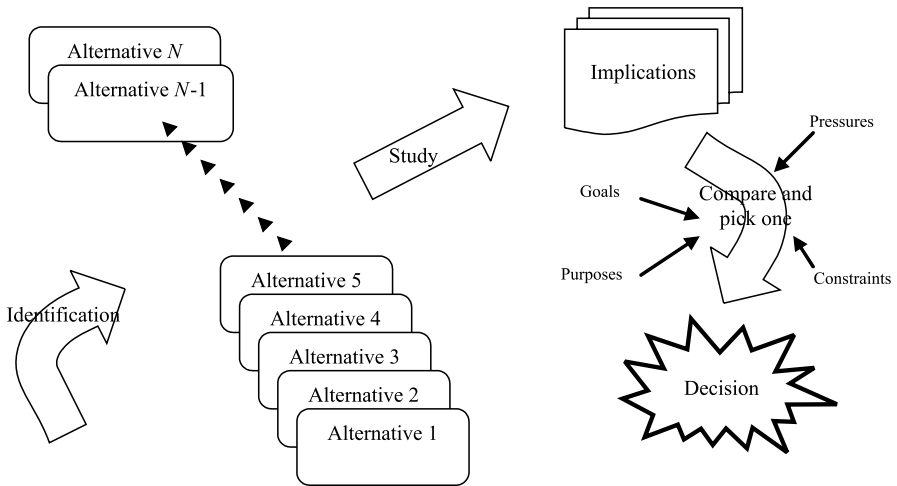 Alternative N
Alternative N-1
Implications
Pressures
Study
Goals
Compare and
pick one
Purposes
Constraints
Identification
Alternative 5
Alternative 4
Alternative 3
Alternative 2
Alternative 1
Decision